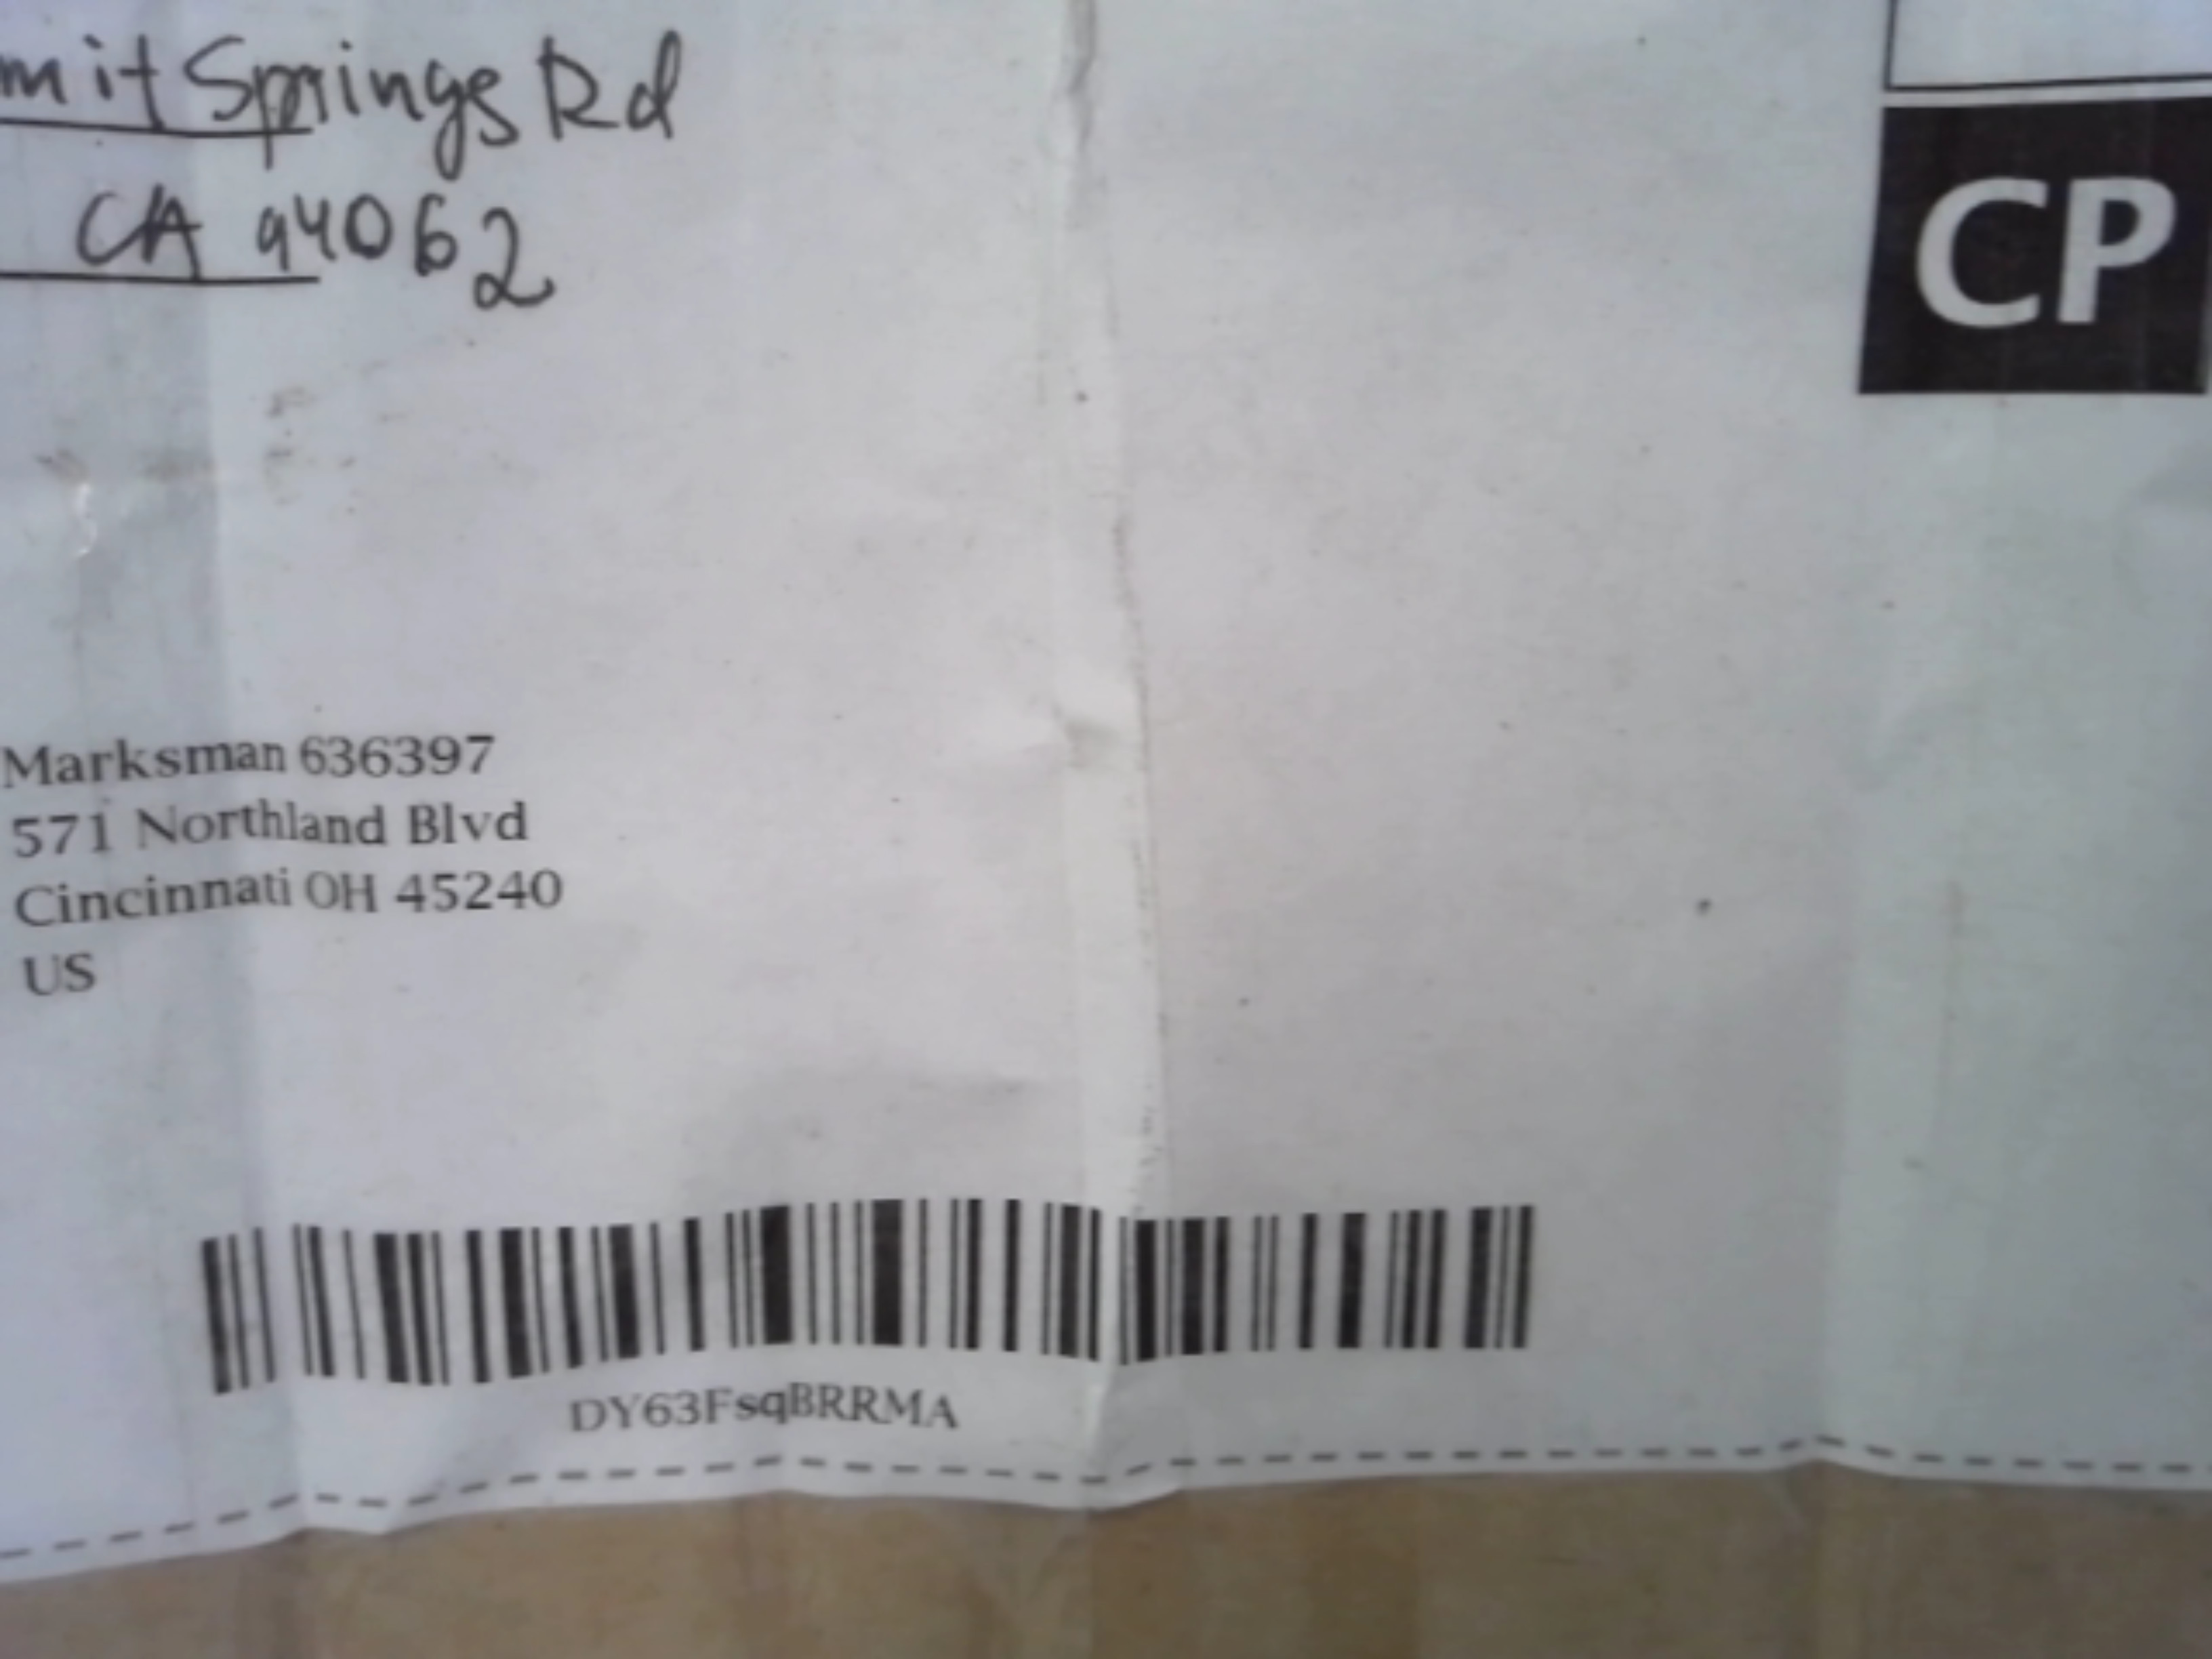 mit Springs Rd
CA 94062
CP
Marksman 636397
571 Northland Blvd
Cincinnati OH 45240
US
DY63FsqBRRMA